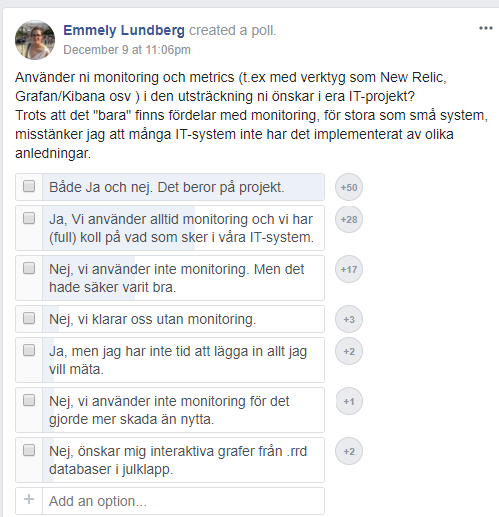 Emmely Lundberg created a poll.
December 9 at 11:06pm
Använder ni monitoring och metrics (t.ex med verktyg som New Relic,
Grafan/Kibana osv ) i den utsträckning ni önskar i era IT-projekt?
Trots att det "bara" finns fördelar med monitoring, för stora som små system,
misstänker jag att många IT-system inte har det implementerat av olika
anledningar.
Både Ja och nej. Det beror på projekt.
+50
Ja, Vi använder alltid monitoring och vi har
(full) koll på vad som sker i våra IT-system.
+28
Nej, vi använder inte monitoring. Men det
hade säker varit bra.
+17
Nej, vi klarar oss utan monitoring.
+3
Ja, men jag har inte tid att lägga in allt jag
vill mäta.
+2
Nej, vi använder inte monitoring för det
gjorde mer skada än nytta.
+1
Nej, önskar mig interaktiva grafer från .rrd
databaser i julklapp.
+2
+ Add an option...